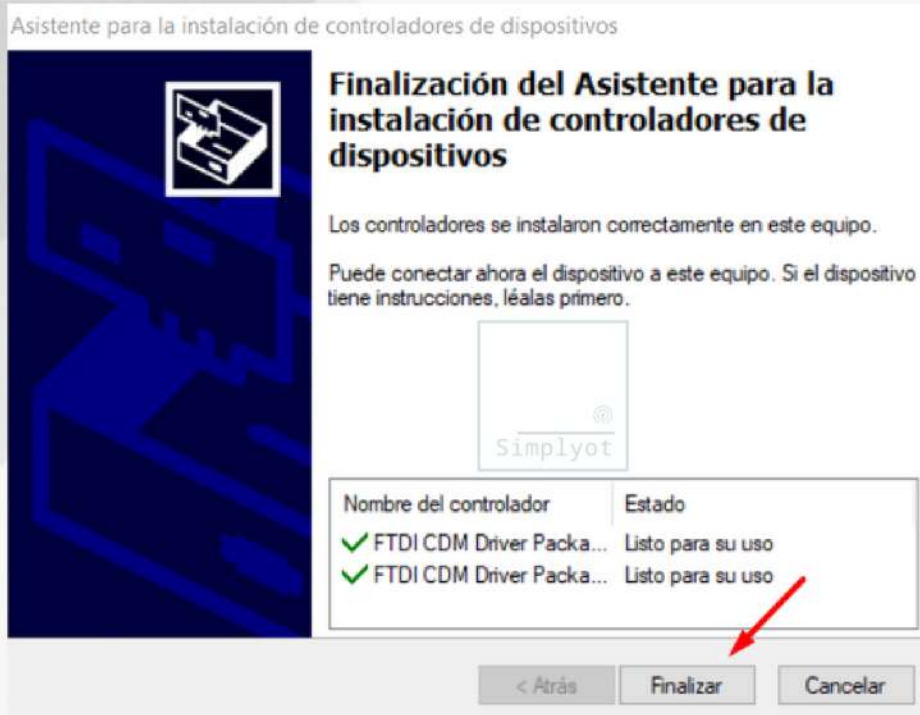 Asistente para la instalación de controladores de dispositivos
Finalización del Asistente para la
instalación de controladores de
dispositivos
Los controladores se instalaron correctamente en este equipo.
Puede conectar ahora el dispositivo a este equipo. Si el dispositivo
tiene instrucciones, léalas primero.
Simplyot
Nombre del controlador Estado
FTDI CDM Driver Packa... Listo para su uso
FTDI CDM Driver Packa... Listo para su uso
< Atrás Finalizar Cancelar